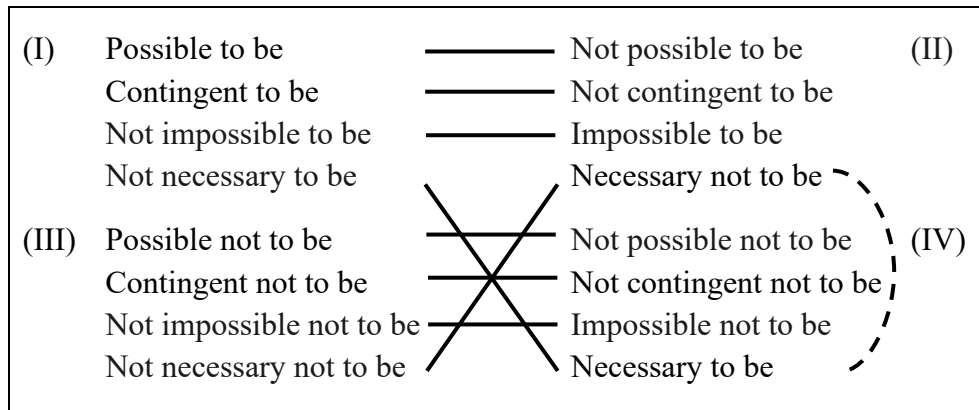 (I) Possible to be Not possible to be (II)
Contingent to be Not contingent to be
Not impossible to be Impossible to be
Not necessary to be Necessary not to be
(III) Possible not to be Not possible not to be (IV)
Contingent not to be Not contingent not to be
Not impossible not to be Impossible not to be
Not necessary not to be Necessary to be